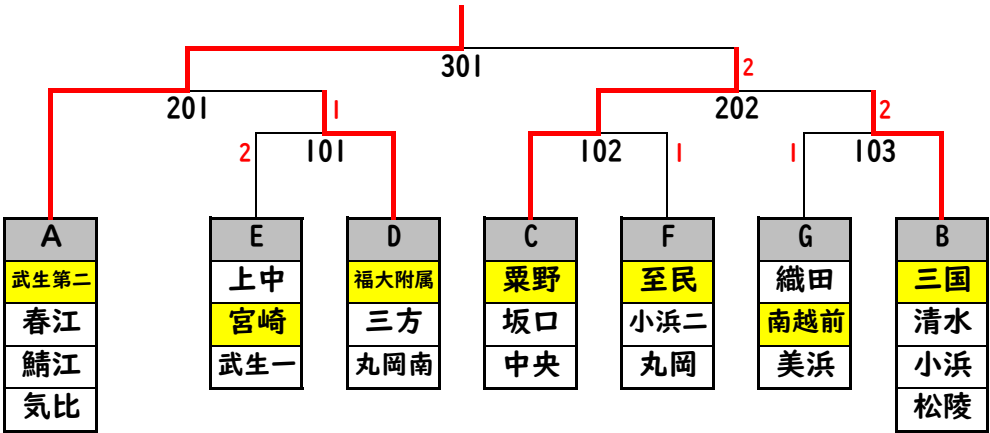 301
2
201
202
1
2
2
101
102
1
1
103
A
E
D
C
F
G
B
武生第二
上中
福大附属
粟野
至民
織田
三国
春江
宮崎
三方
坂口
小浜二
南越前
清水
鯖江
武生一
丸岡南
中央
丸岡
美浜
小浜
気比
松陵